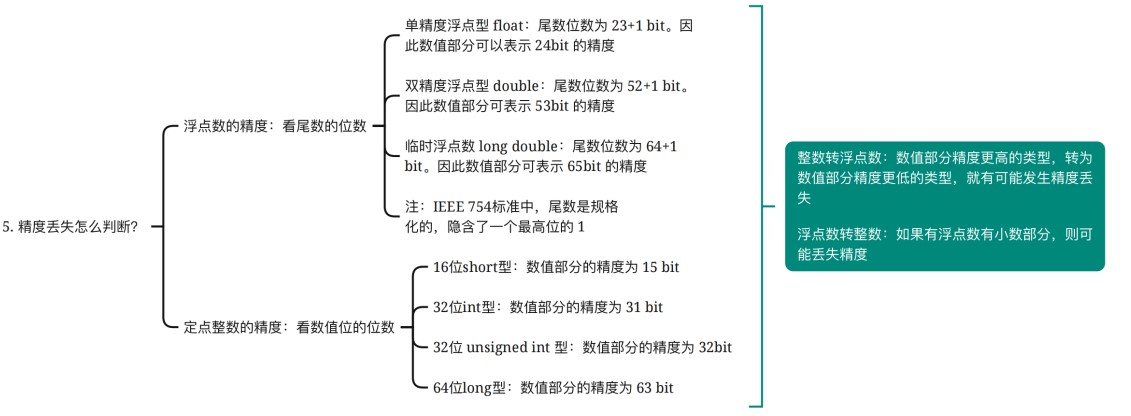 5. 精度丢失怎么判断？
浮点数的精度：看尾数的位数
单精度浮点型 float：尾数位数为 23+1 bit。因
此数值部分可以表示 24bit 的精度
双精度浮点型 double：尾数位数为 52+1 bit。
因此数值部分可表示 53bit 的精度
临时浮点数 long double：尾数位数为 64+1
bit。因此数值部分可表示 65bit 的精度
注：IEEE 754标准中，尾数是规格
化的，隐含了一个最高位的 1
定点整数的精度：看数值位的位数
16位short型：数值部分的精度为 15 bit
32位int型：数值部分的精度为 31 bit
32位 unsigned int 型：数值部分的精度为 32bit
64位long型：数值部分的精度为 63 bit
整数转浮点数：数值部分精度更高的类型，转为
数值部分精度更低的类型，就有可能发生精度丢
失
浮点数转整数：如果有浮点数有小数部分，则可
能丢失精度